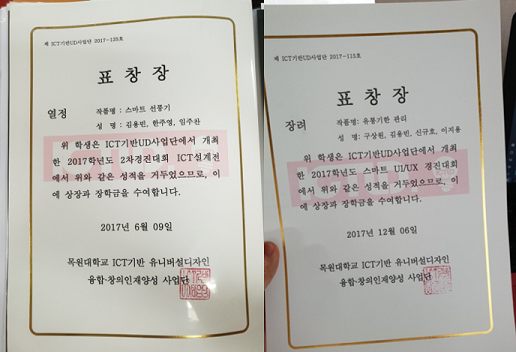 제 ICT기반UD사업단 2017-135호
표 창 장
열정
작품명 : 스마트 선풍기
성 명 : 김용빈, 한주영, 임주찬
위 학생은 ICT기반UD사업단에서 개최
한 2017학년도 2차경진대회 ICT설계전
에서 위와 같은 성적을 거두었으므로, 이
에 상장과 장학금을 수여합니다.
2017년 6월 09일
목원대학교 ICT기반 유니버설디자인
융합·창의인재양성 사업단
제 ICT기반UD사업단 2017-115호
표 창 장
장려
작품명: 유통기한 관리
성 명: 구상원, 김용빈, 신규호, 이지용
위 학생은 ICT기반UD사업단에서 개최
한 2017학년도 스마트 UI/UX 경진대회
에서 위와 같은 성적을 거두었으므로, 이
에 상장과 장학금을 수여합니다.
2017년 12월 06일
목원대학교 ICT기반 유니버설디자인
융합·창의인재양성 사업단